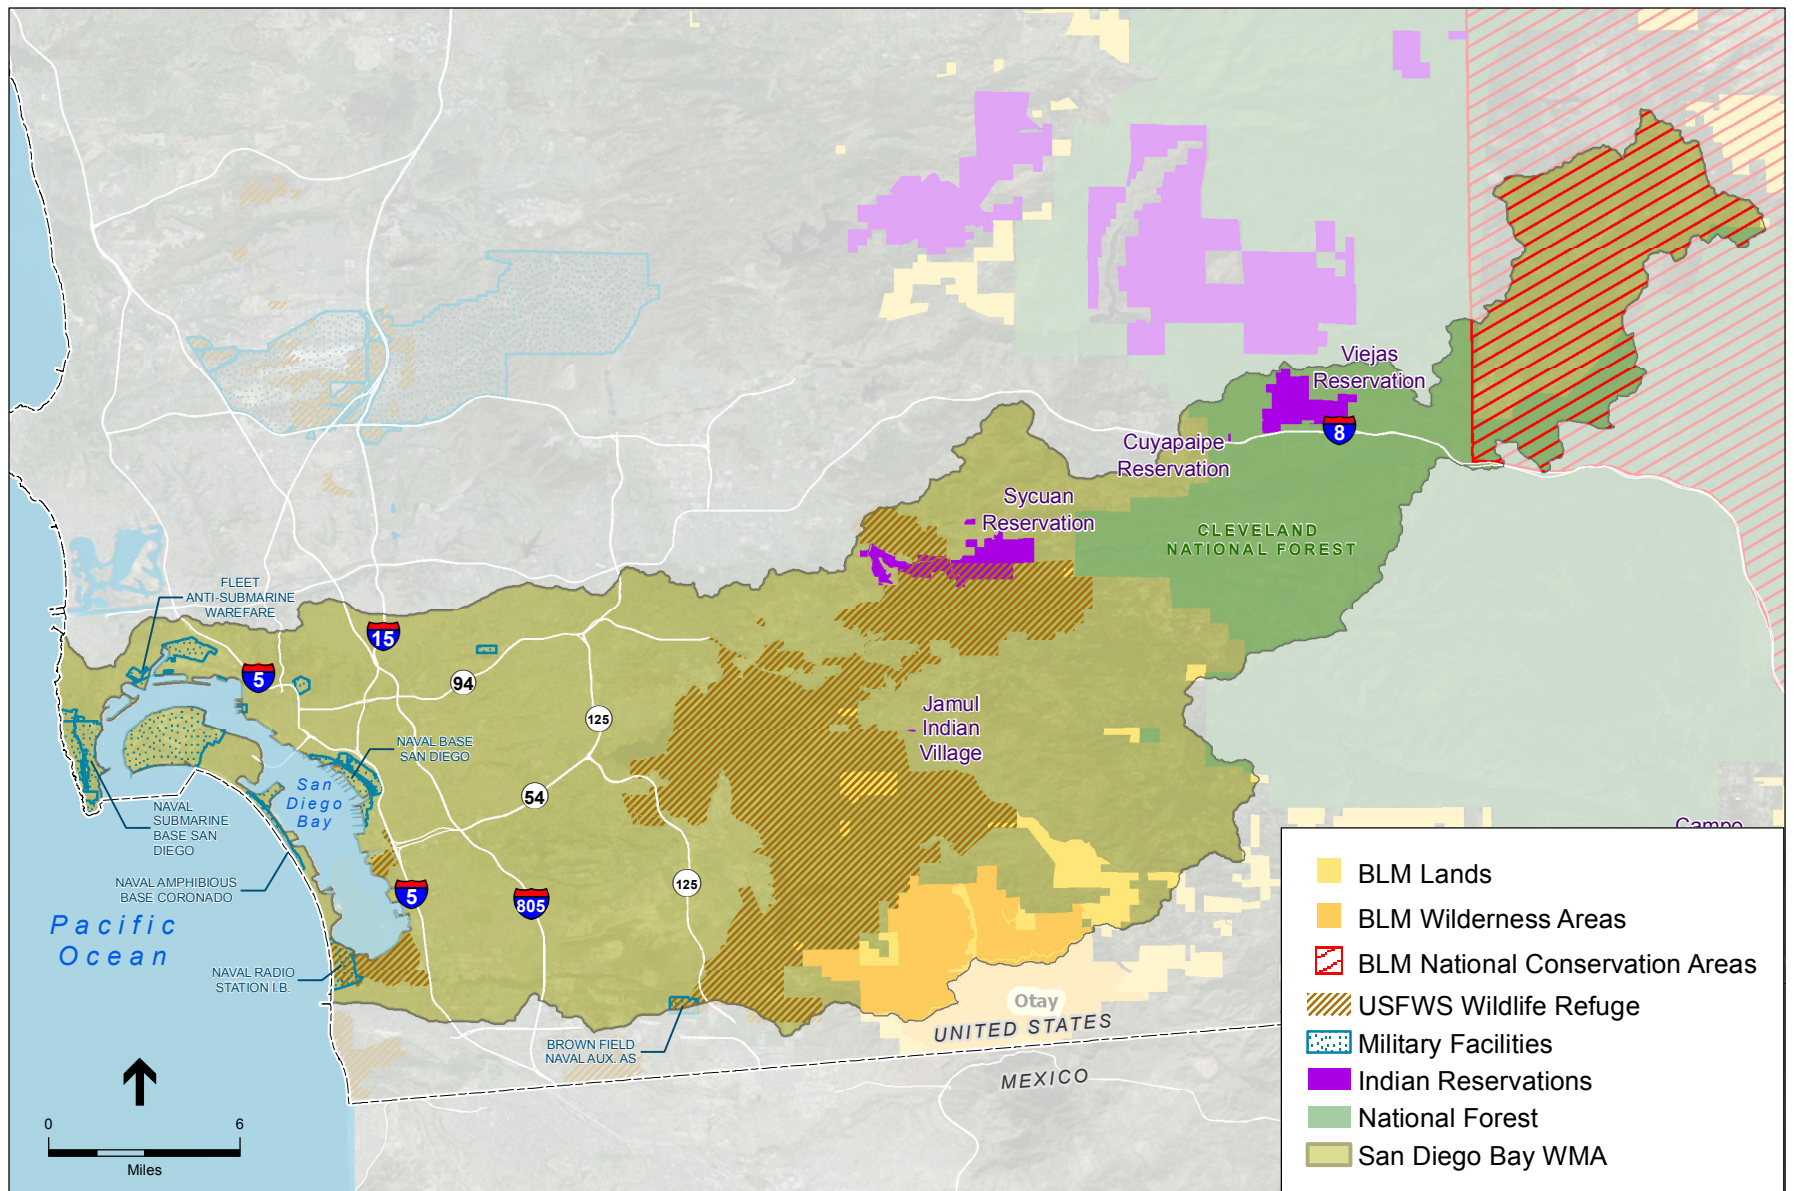 Viejas
Reservation
8
Cuyapaipe
Reservation
Sycuan
Reservation
CLEVELAND
NATIONAL FOREST
FLEET
ANTI-SUBMARINE
WAREFARE
15
5
94
125
Jamul
Indian
Village
NAVAL BASE
SAN DIEGO
San
Diego
Bay
54
NAVAL
SUBMARINE
BASE SAN
DIEGO
NAVAL AMPHIBIOUS
BASE CORONADO
5
805
125
Pacific
Ocean
NAVAL RADIO
STATION I.B.
Otay
UNITED STATES
BROWN FIELD
NAVAL AUX. AS
MEXICO
Campo
0 6
Miles
BLM Lands
BLM Wilderness Areas
BLM National Conservation Areas
USFWS Wildlife Refuge
Military Facilities
Indian Reservations
National Forest
San Diego Bay WMA